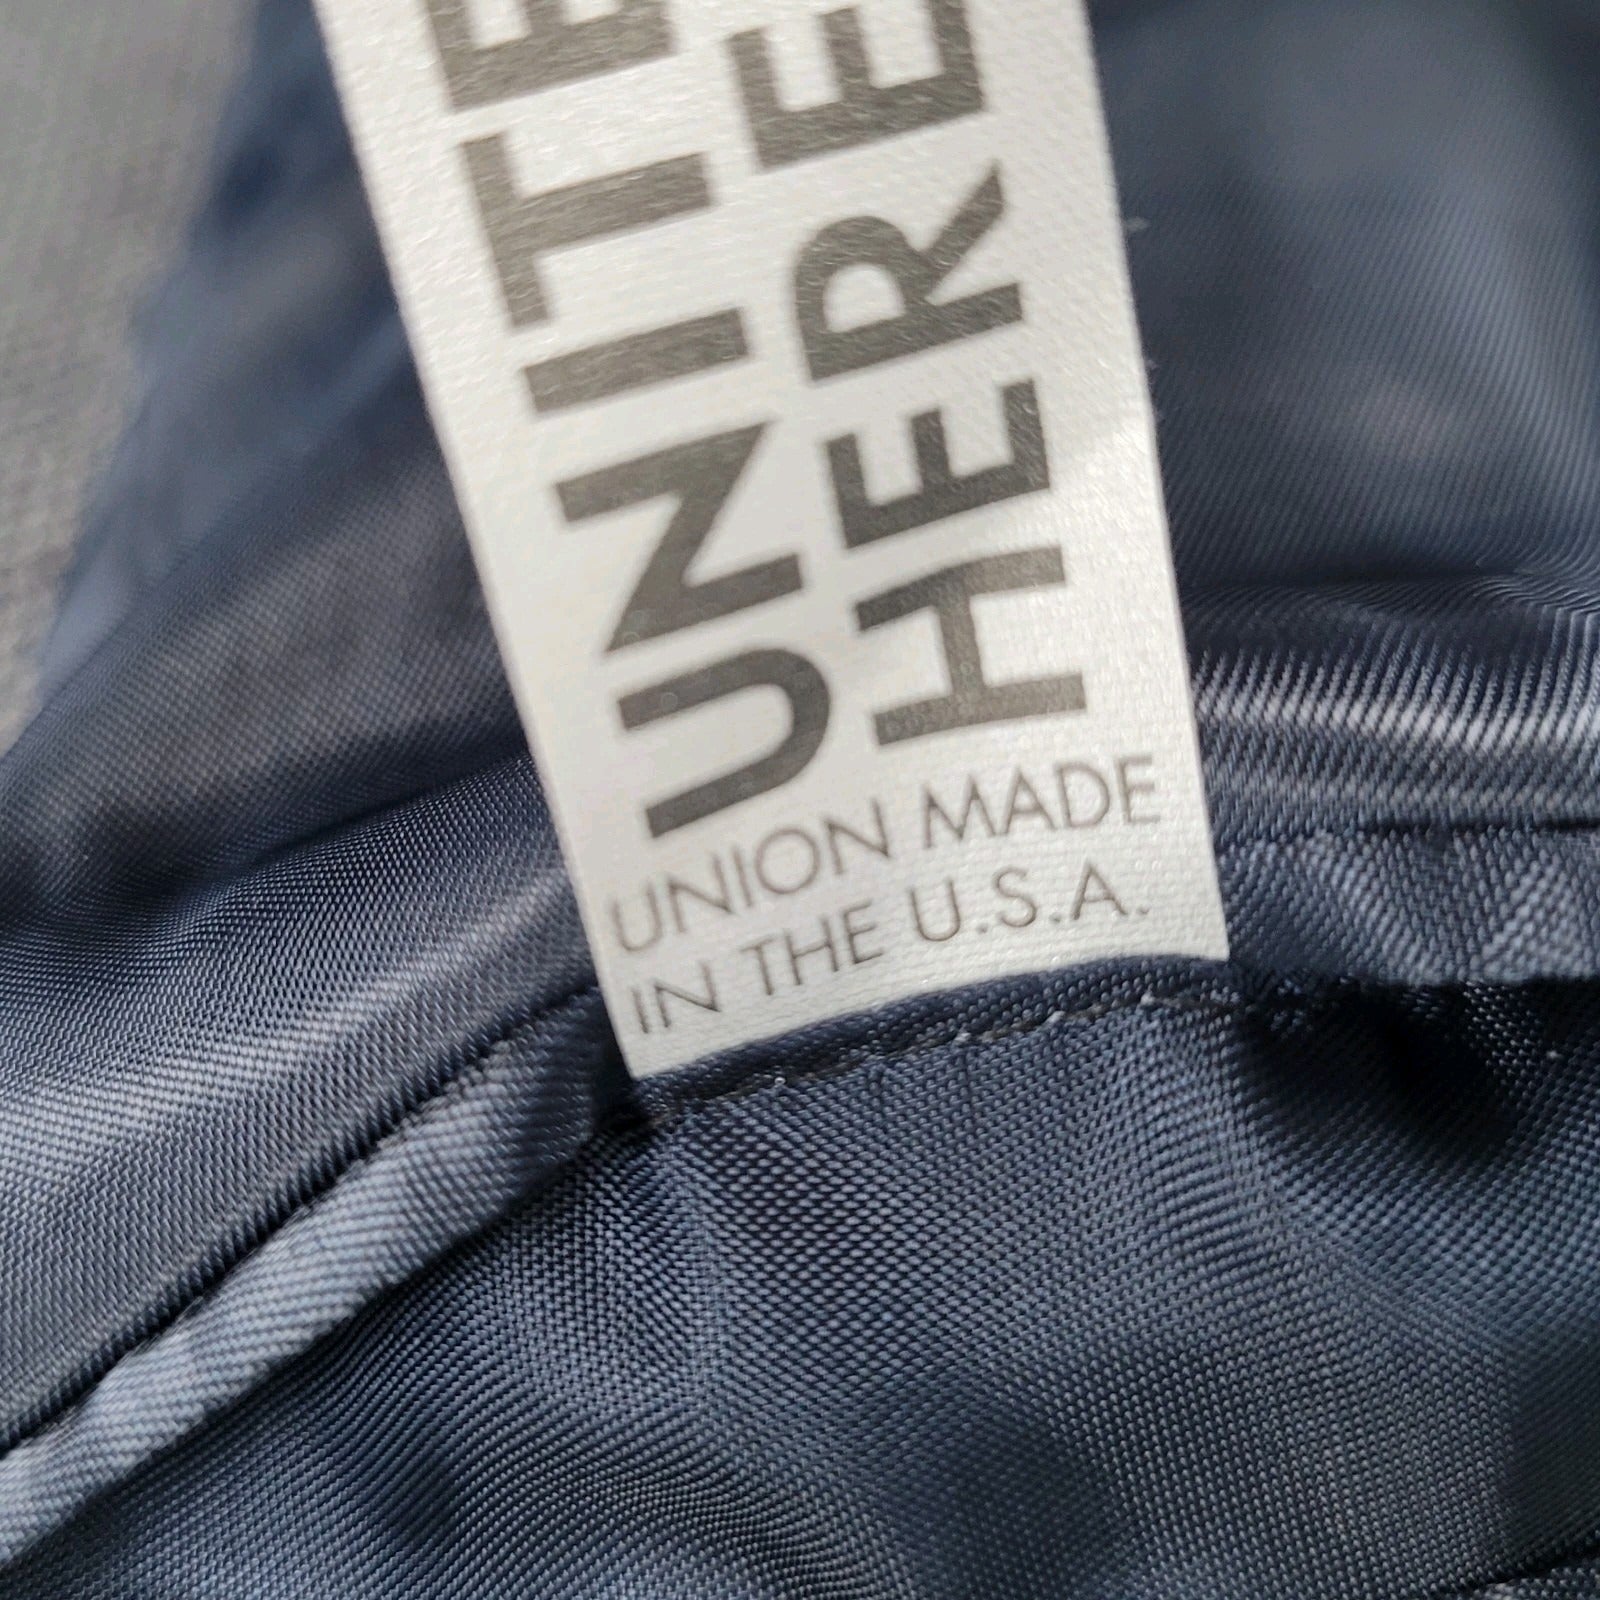 UNITE
HERE
UNION MADE
IN THE U.S.A.